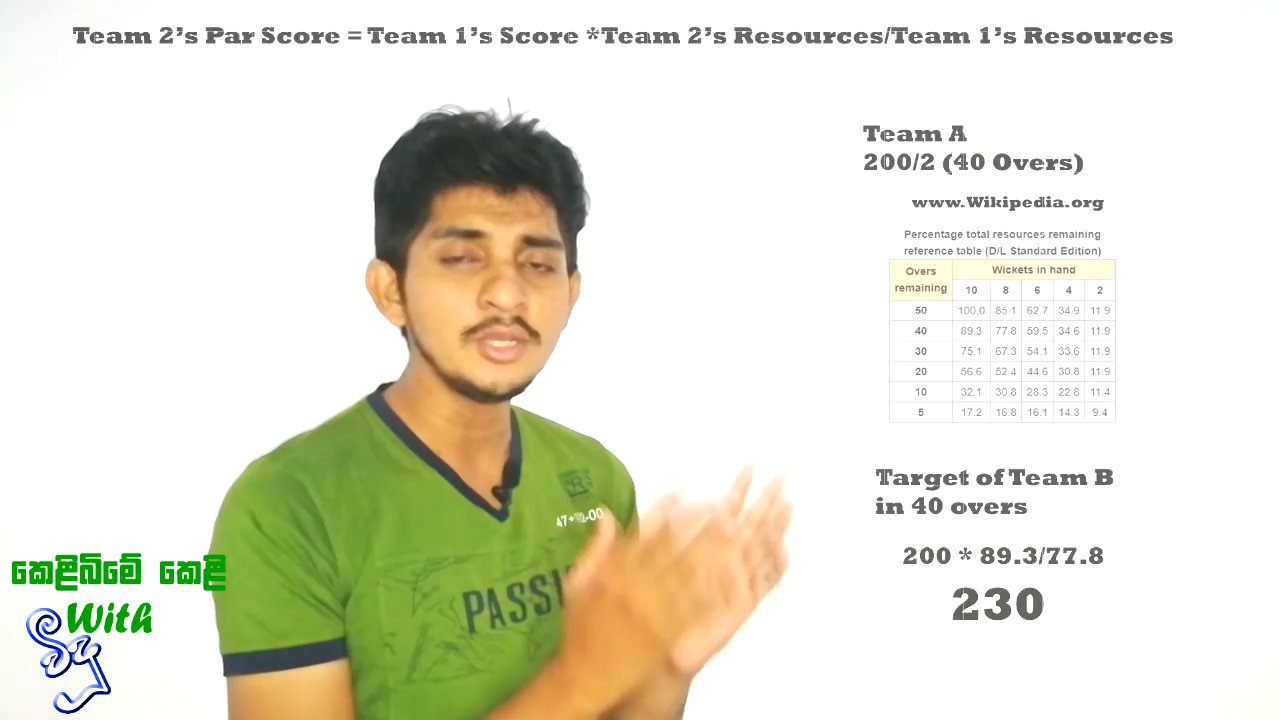 Team 2’s Par Score = Team 1’s Score *Team 2’s Resources/Team 1’s Resources
Team A
200/2 (40 Overs)
www.Wikipedia.org
Percentage total resources remaining
reference table (D/L Standard Edition)
Overs remaining Wickets in hand
10 8 6 4 2
50 100.0 85.1 62.7 34.9 11.9
40 89.3 77.8 59.5 34.6 11.9
30 75.1 67.3 54.1 33.6 11.9
20 56.6 52.4 44.6 30.8 11.9
10 32.1 30.8 28.3 22.8 11.4
5 17.2 16.8 16.1 14.3 9.4
Target of Team B
in 40 overs
200 * 89.3/77.8
230
කෙළිබිමේ කෙළි
With